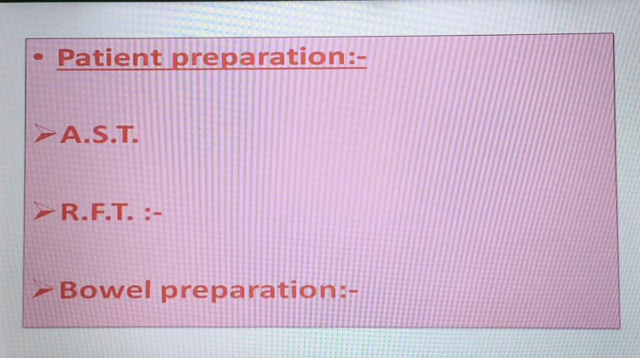 • Patient preparation:-
➢ A.S.T.
➢ R.F.T. :-
➢ Bowel preparation:-